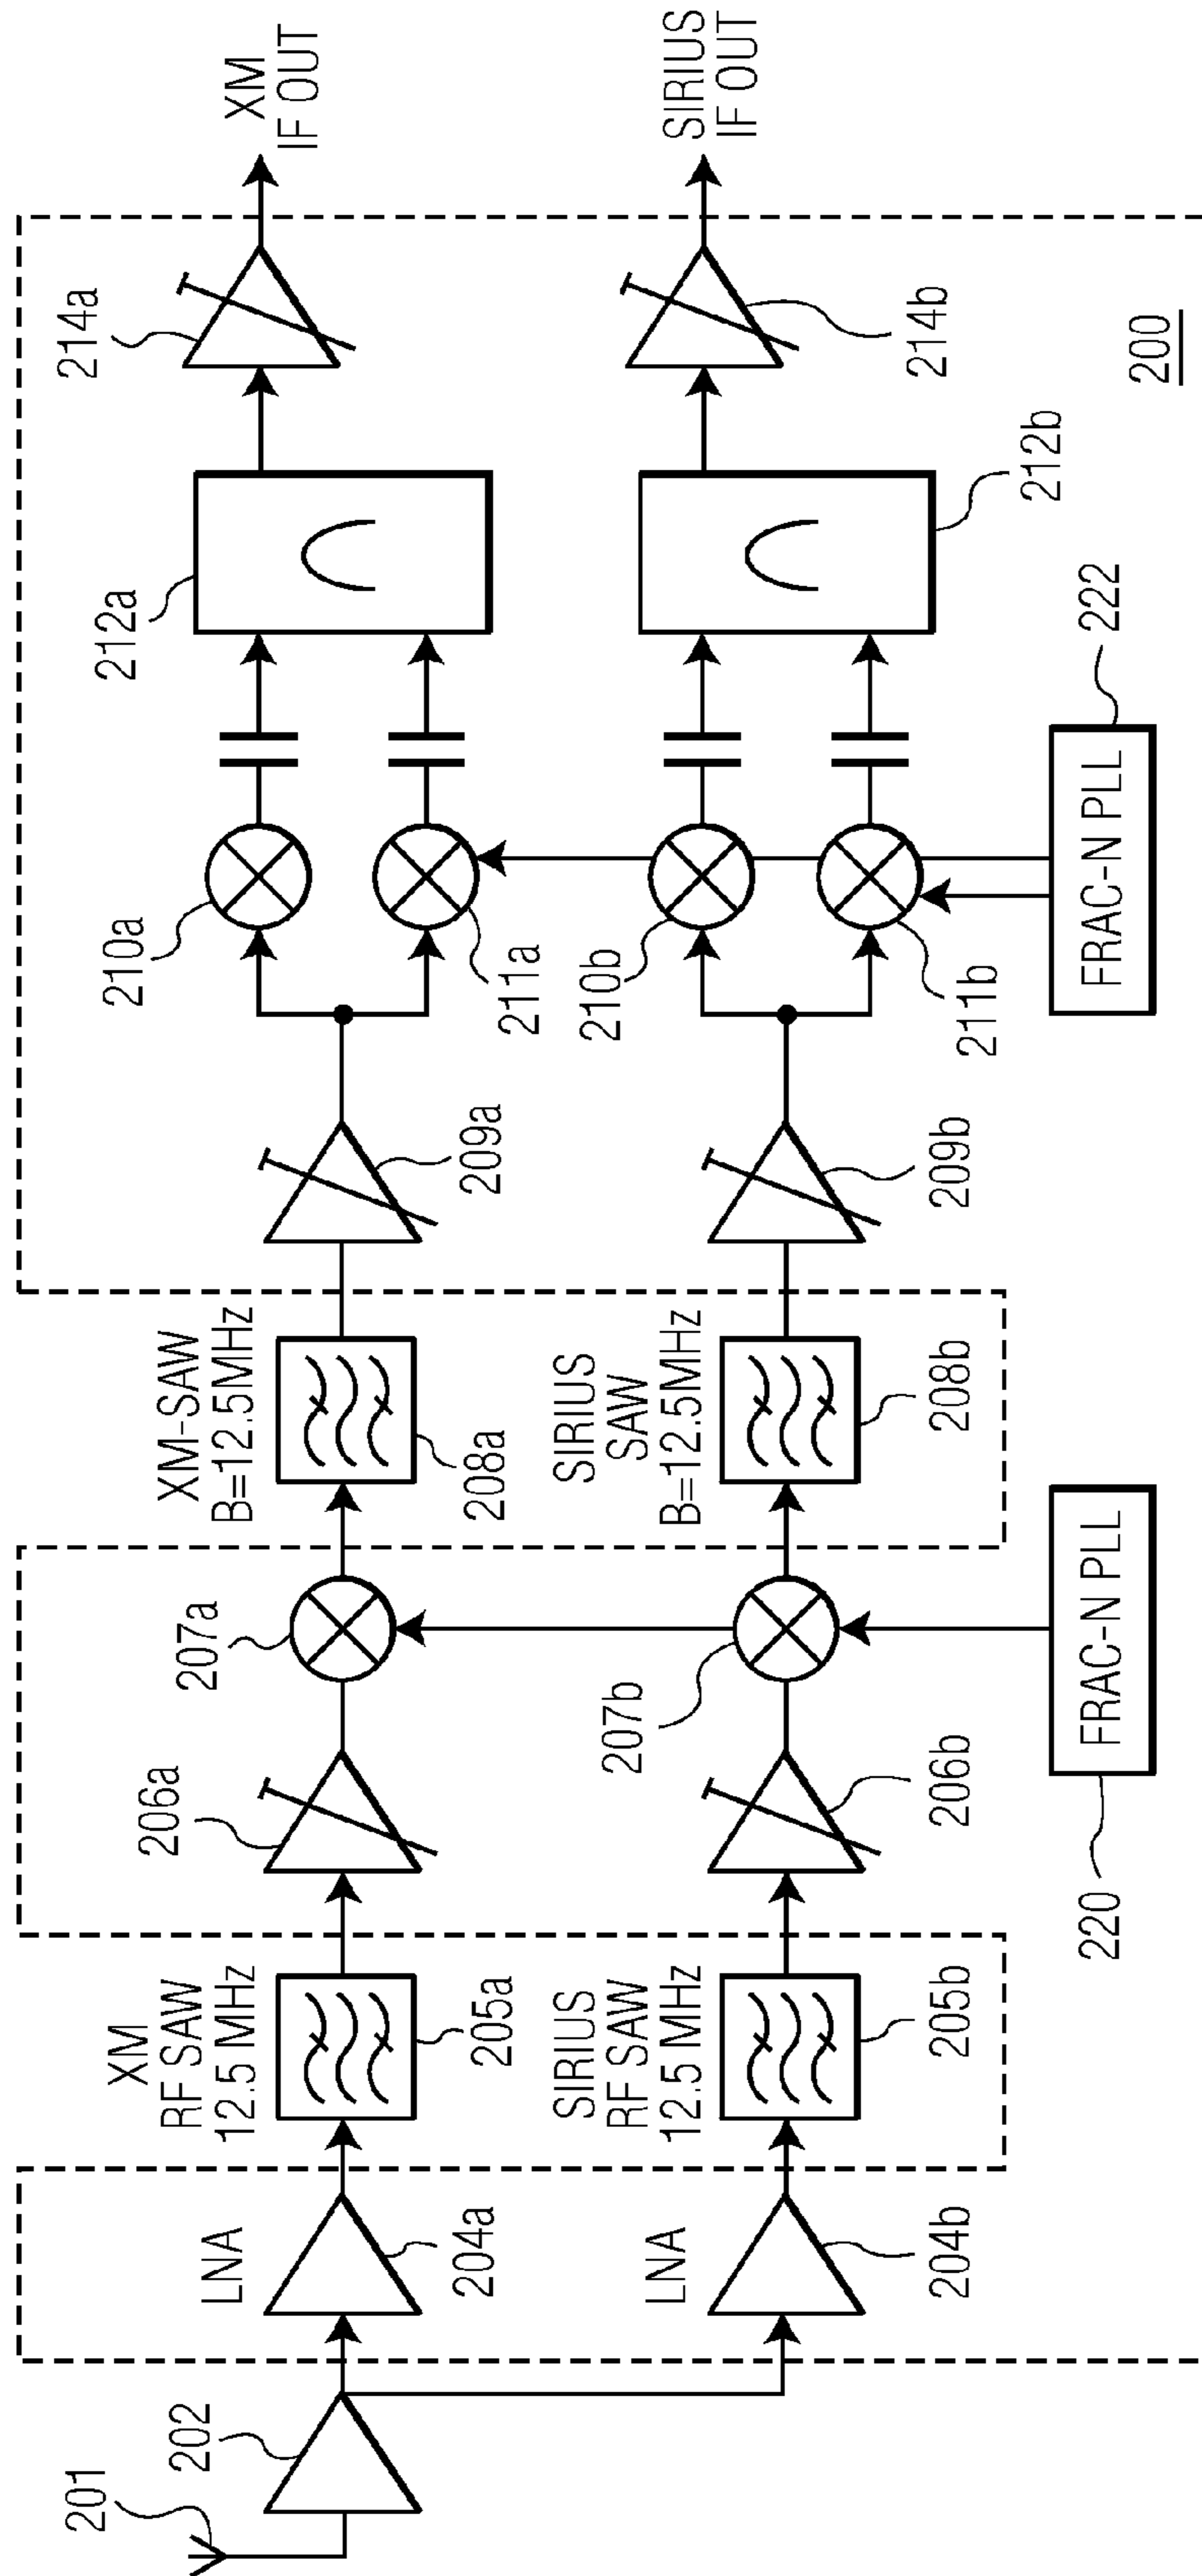 201
202
LNA
204a
LNA
204b
XM
RF SAW
12.5 MHz
205a
SIRIUS
RF SAW
12.5 MHz
205b
206a
206b
207a
207b
220
FRAC-N PLL
XM-SAW
B=12.5MHz
208a
SIRIUS
SAW
B=12.5MHz
208b
209a
209b
210a
211a
210b
211b
FRAC-N PLL
222
212a
212b
214a
214b
XM
IF OUT
SIRIUS
IF OUT
200